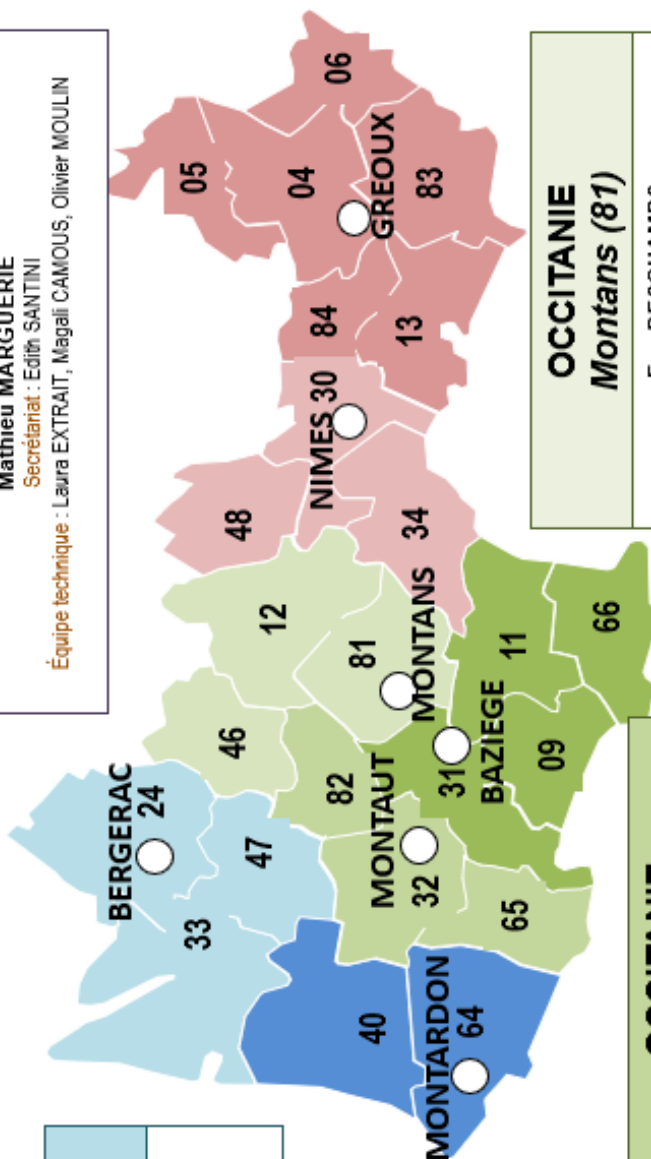 Mathieu MARGUERIE
Secrétariat : Edith SANTINI
Équipe technique : Laura EXTRAIT, Magali CAMOUS, Olivier MOULIN
BERGERAC
24
33
47
46
12
48
05
04
06
NIMES 30
84
GREOUX
83
13
34
81
MONTANS
82
MONTAUT
32
31
BAZIEGE
40
MONTARDON
64
65
09
11
66
OCCITANIE
Montans (81)